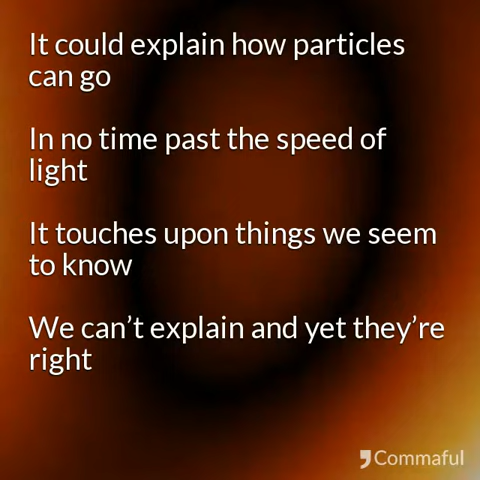 It could explain how particles
can go
In no time past the speed of
light
It touches upon things we seem
to know
We can’t explain and yet they’re
right
Commaful